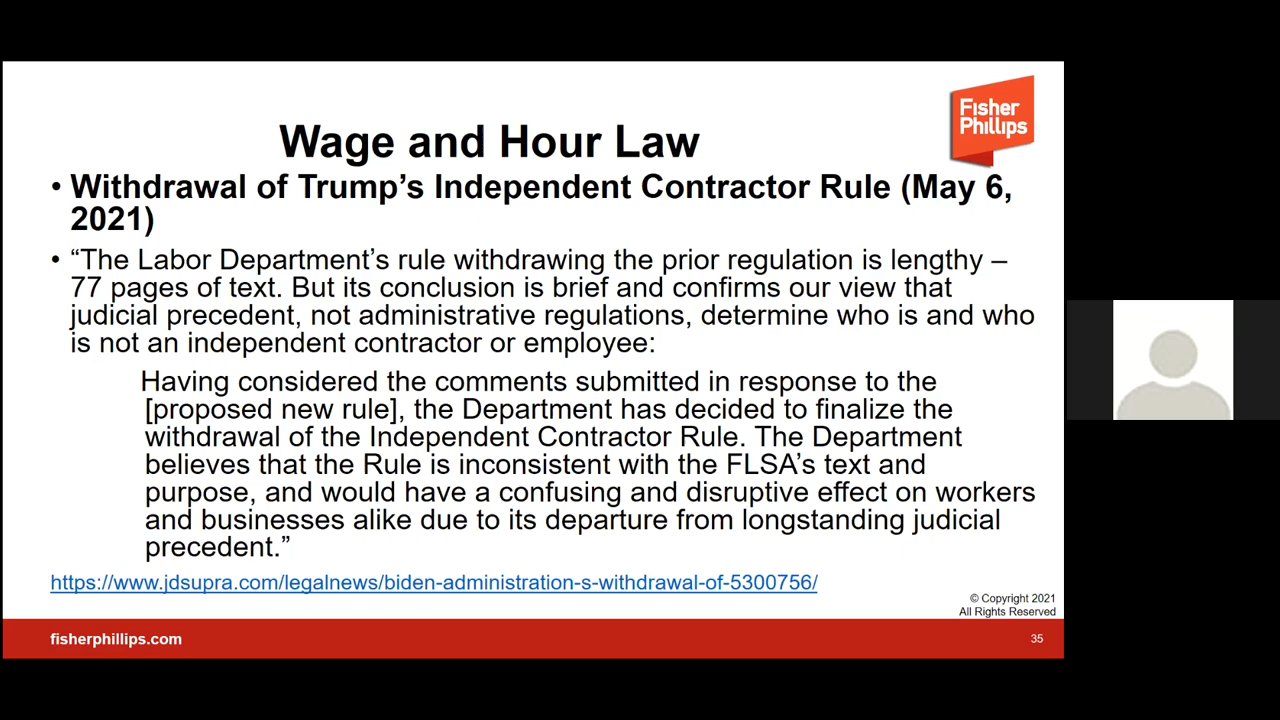 Fisher
Phillips
Wage and Hour Law
• Withdrawal of Trump’s Independent Contractor Rule (May 6,
2021)
• “The Labor Department’s rule withdrawing the prior regulation is lengthy –
77 pages of text. But its conclusion is brief and confirms our view that
judicial precedent, not administrative regulations, determine who is and who
is not an independent contractor or employee:
Having considered the comments submitted in response to the
[proposed new rule], the Department has decided to finalize the
withdrawal of the Independent Contractor Rule. The Department
believes that the Rule is inconsistent with the FLSA’s text and
purpose, and would have a confusing and disruptive effect on workers
and businesses alike due to its departure from longstanding judicial
precedent.”
https://www.jdsupra.com/legalnews/biden-administration-s-withdrawal-of-5300756/
© Copyright 2021
All Rights Reserved
fisherphillips.com
35